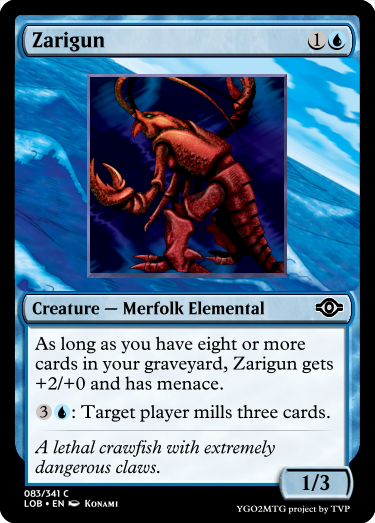 Zarigun 1
Creature — Merfolk Elemental
As long as you have eight or more
cards in your graveyard, Zarigun gets
+2/+0 and has menace.
3: Target player mills three cards.
A lethal crawfish with extremely
dangerous claws.
1/3
083/341 C
LOB • EN Konami
YGO2MTG project by TVP